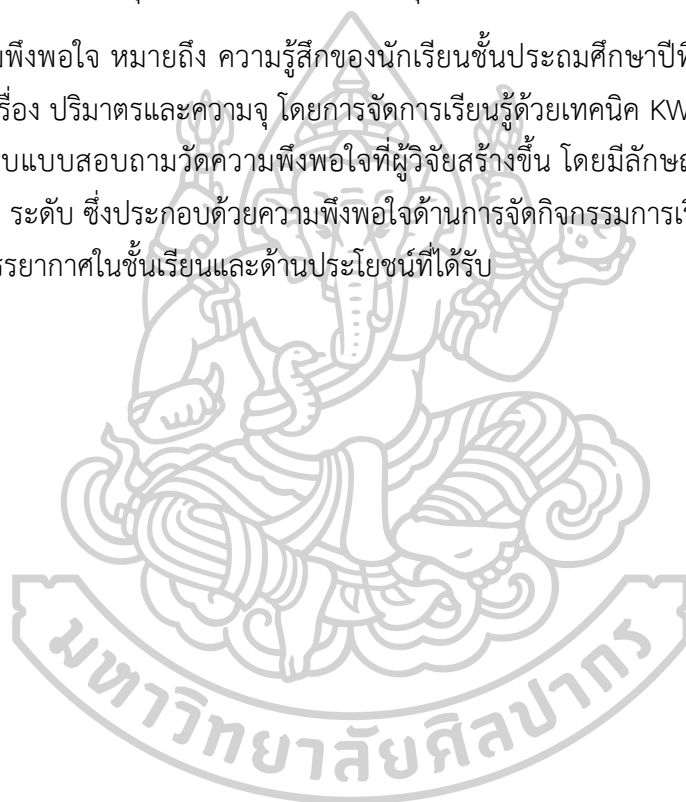 มพึงพอใจ หมายถึง ความรู้สึกของนักเรียนชั้นประถมศึกษาปีที
รื่อง ปริมาตรและความจุ โดยการจัดการเรียนรู้ด้วยเทคนิค KW
บแบบสอบถามวัดความพึงพอใจที่ผู้วิจัยสร้างขึ้น โดยมีลักษณ
ระดับ ซึ่งประกอบด้วยความพึงพอใจด้านการจัดกิจกรรมการเรี
รรยากาศในชั้นเรียนและด้านประโยชน์ที่ได้รับ
มหาวิทยาลัยศิลปากร